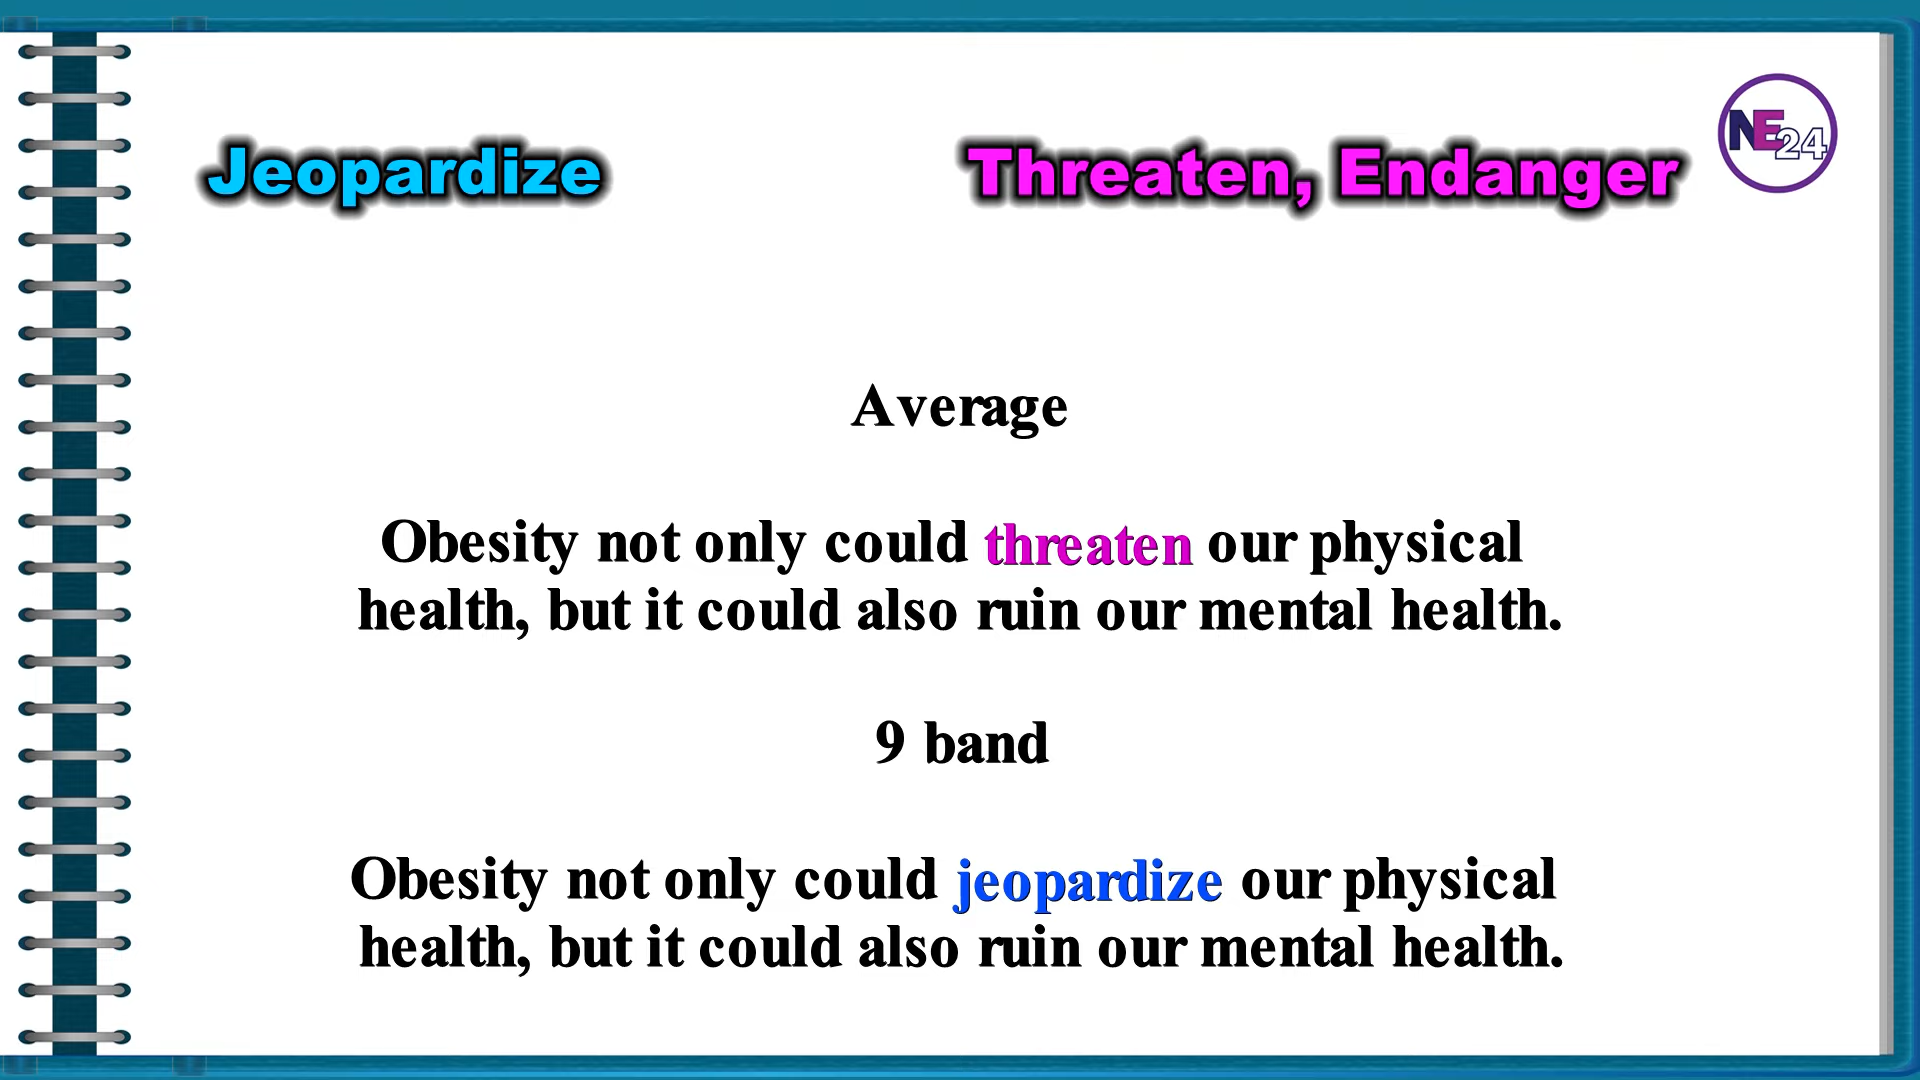 Jeopardize
Threaten, Endanger
NE24
Average
Obesity not only could threaten our physical
health, but it could also ruin our mental health.
9 band
Obesity not only could jeopardize our physical
health, but it could also ruin our mental health.